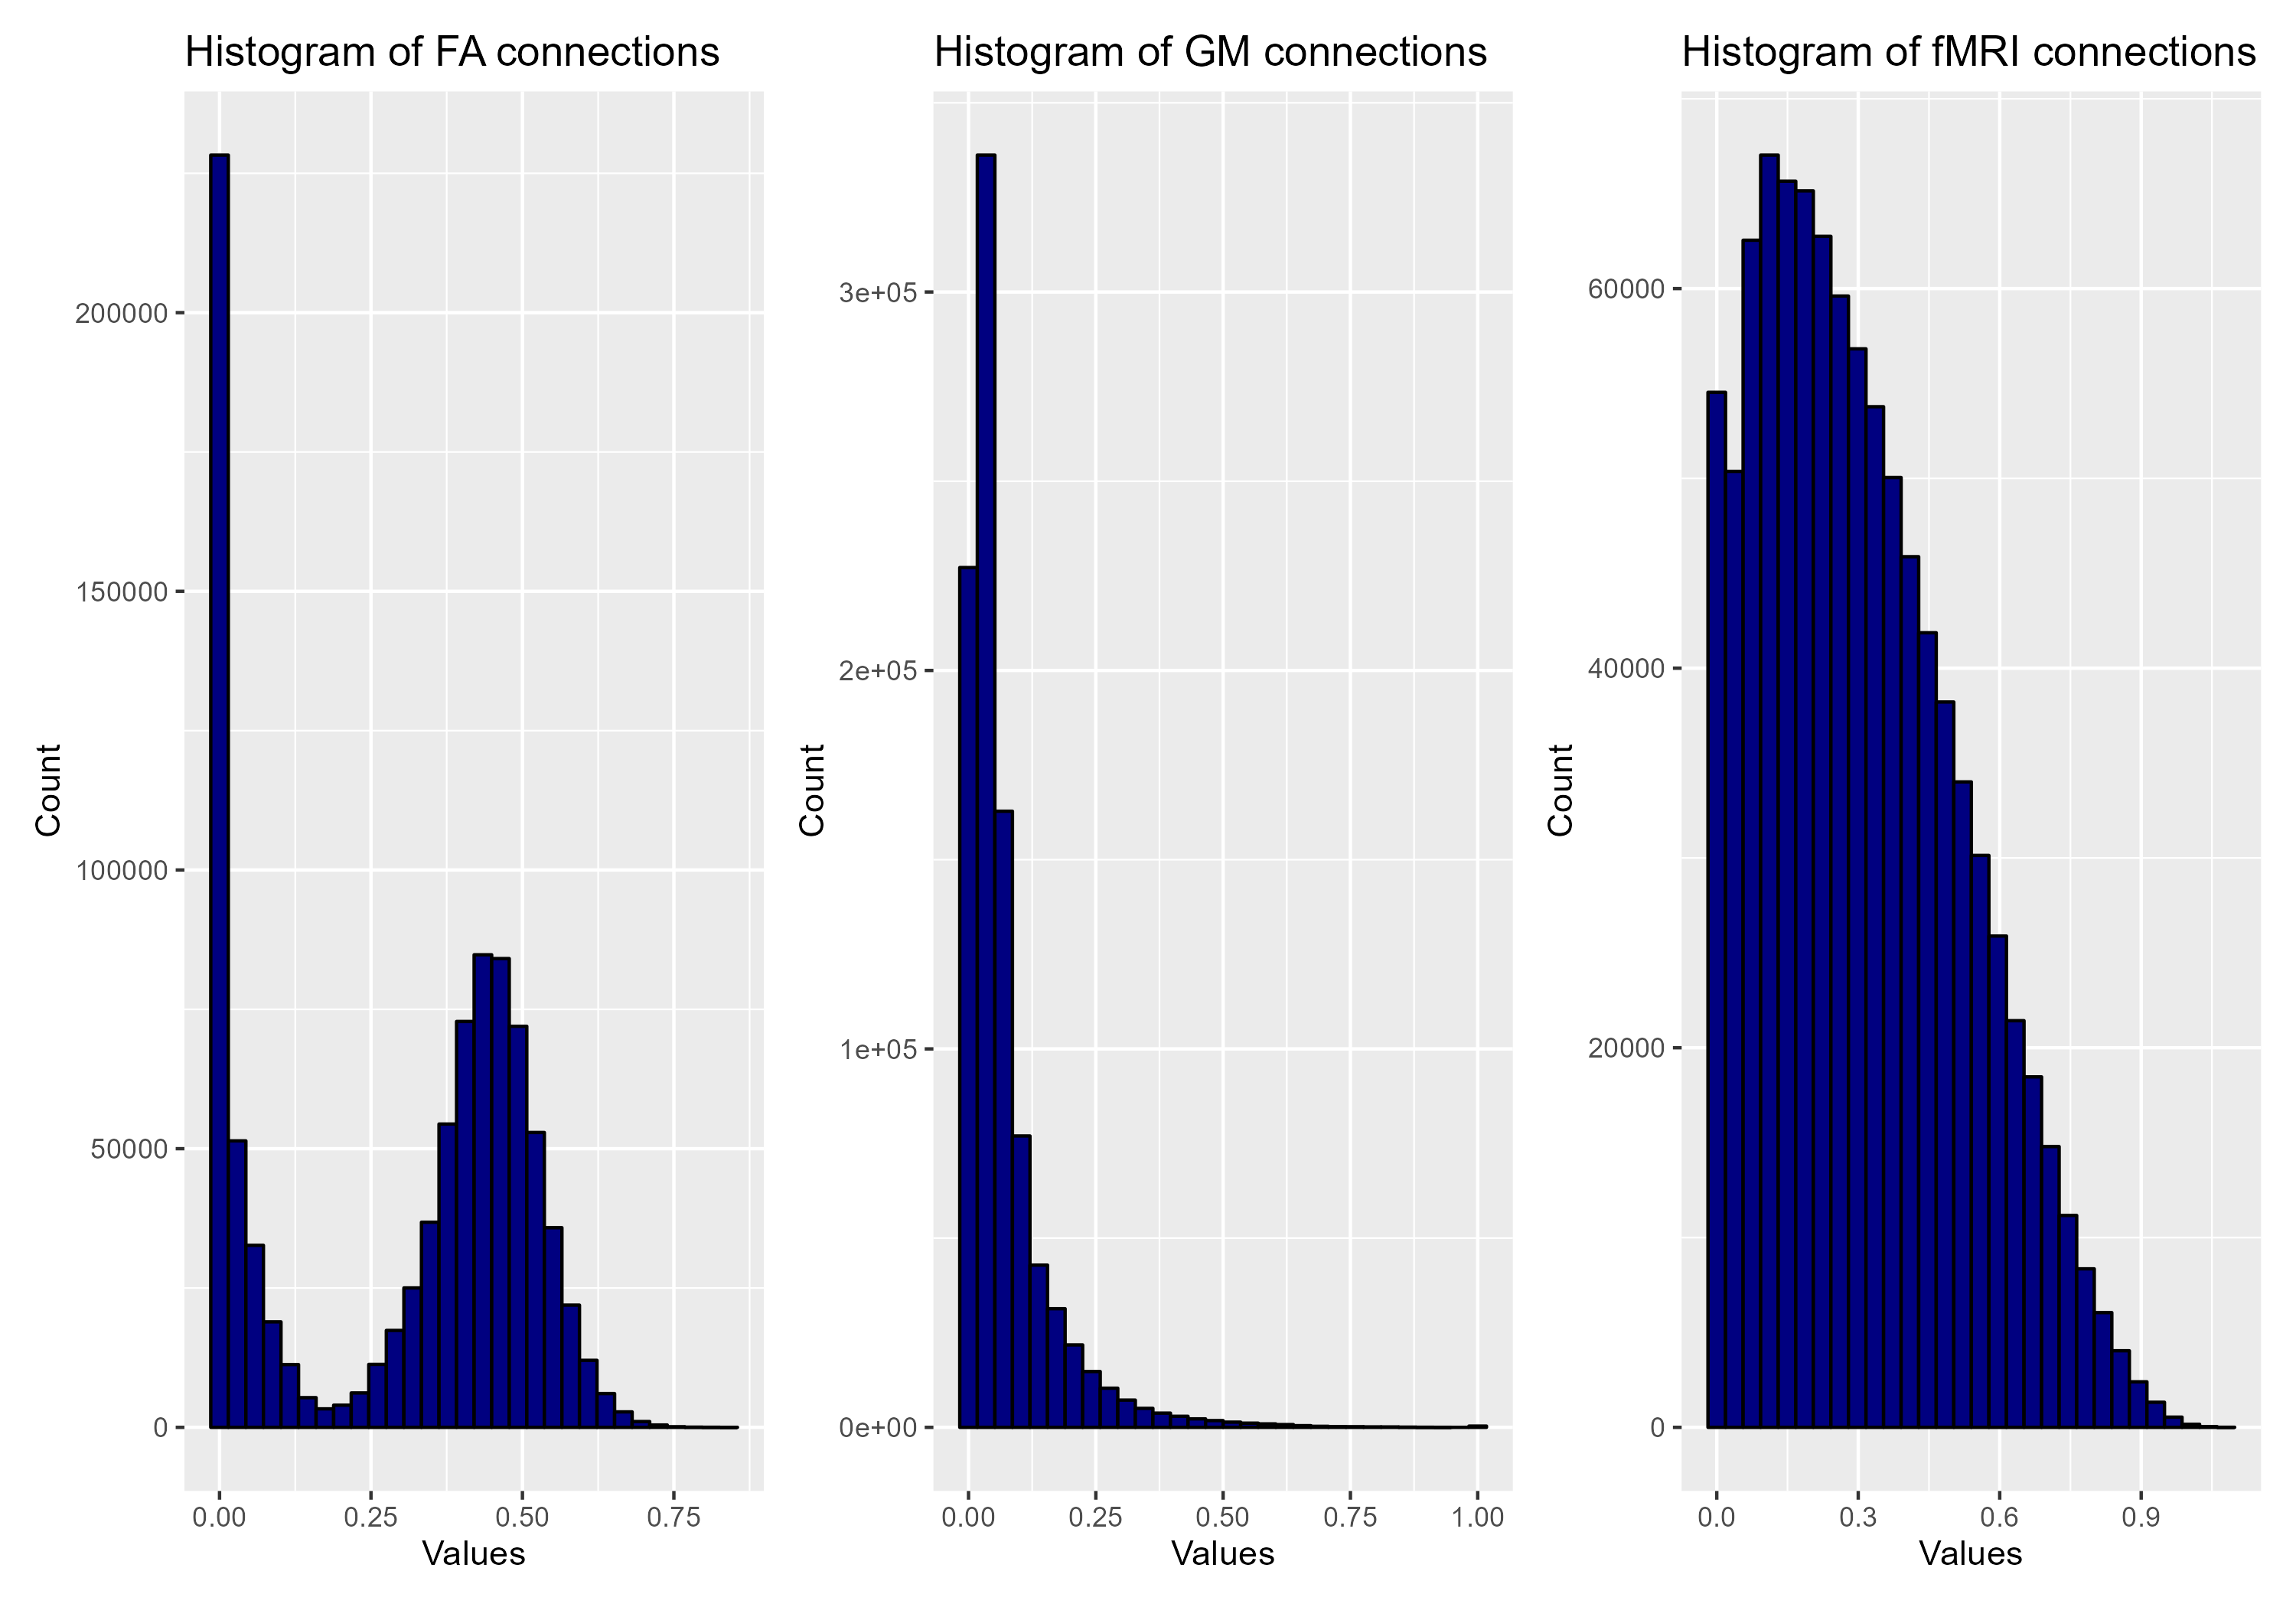 Histogram of FA connections
Count
200000
150000
100000
50000
0
0.00 0.25 0.50 0.75
Values
Histogram of GM connections
Count
3e+05
2e+05
1e+05
0e+00
0.00 0.25 0.50 0.75 1.00
Values
Histogram of fMRI connections
Count
60000
40000
20000
0
0.0 0.3 0.6 0.9
Values